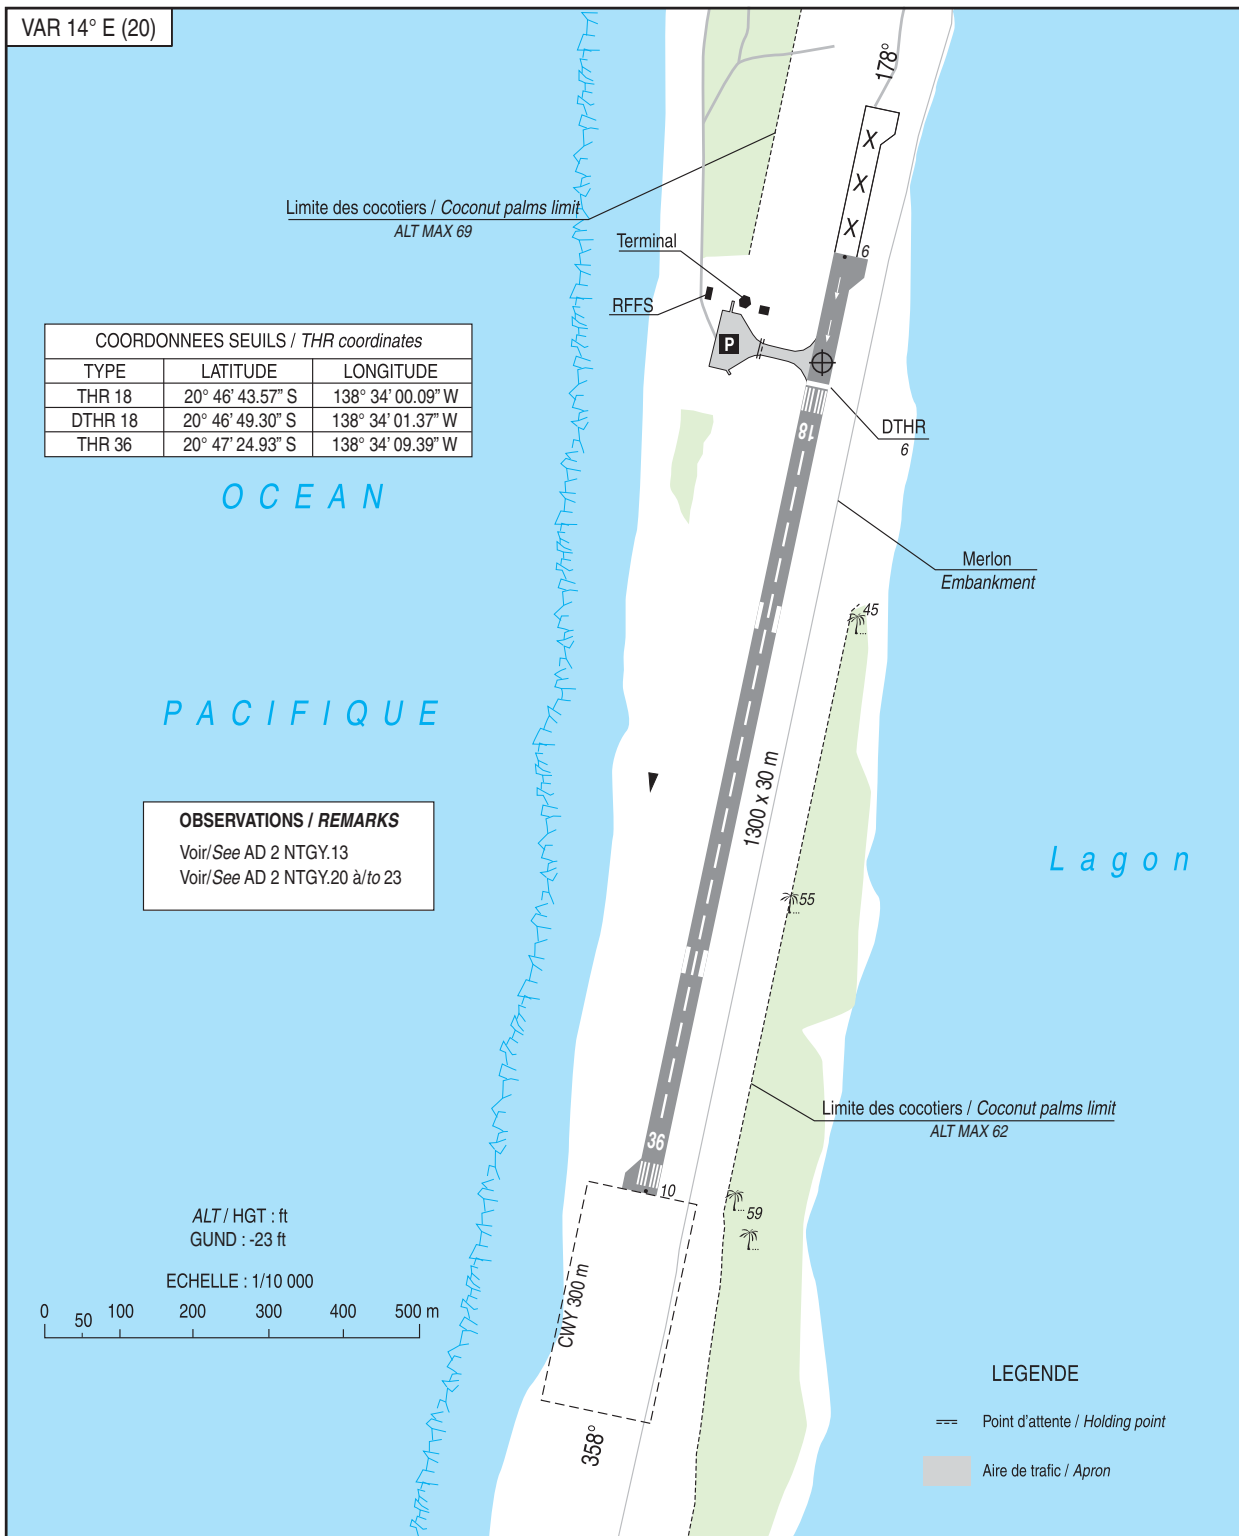 VAR 14° E (20)
178°
Limite des cocotiers / Coconut palms limit
ALT MAX 69
Terminal
RFFS
P
X
X
X
6
COORDONNEES SEUILS / THR coordinates
TYPE LATITUDE LONGITUDE
THR 18 20° 46' 43.57" S 138° 34' 00.09" W
DTHR 18 20° 46' 49.30" S 138° 34' 01.37" W
THR 36 20° 47' 24.93" S 138° 34' 09.39" W
18
DTHR
6
OCEAN
PACIFIQUE
Merlon
Embankment
45
1300 x 30 m
OBSERVATIONS / REMARKS
Voir/See AD 2 NTGY.13
Voir/See AD 2 NTGY.20 à/to 23
Lagon
55
Limite des cocotiers / Coconut palms limit
ALT MAX 62
36
10
59
ALT / HGT : ft
GUND : -23 ft
ECHELLE : 1/10 000
0 50 100 200 300 400 500 m
CWY 300 m
358°
LEGENDE
Point d'attente / Holding point
Aire de trafic / Apron